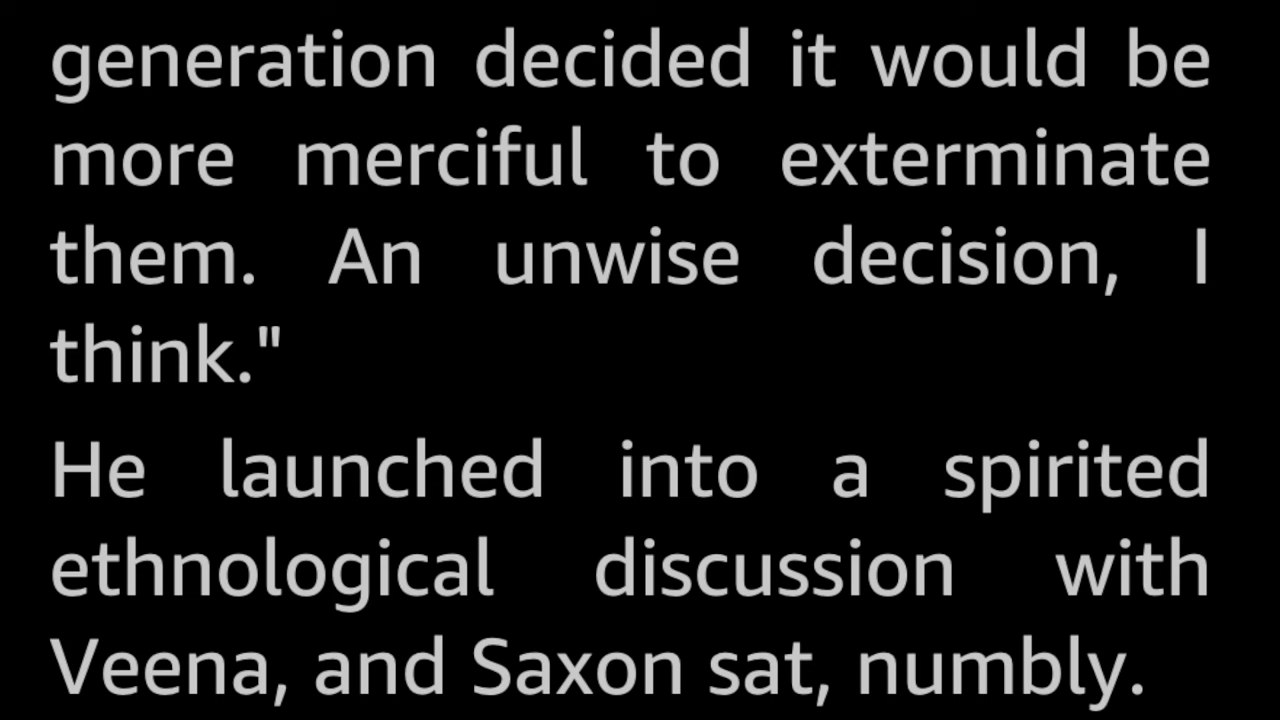 generation decided it would be
more merciful to exterminate
them. An unwise decision, I
think."
He launched into a spirited
ethnological discussion with
Veena, and Saxon sat, numbly.